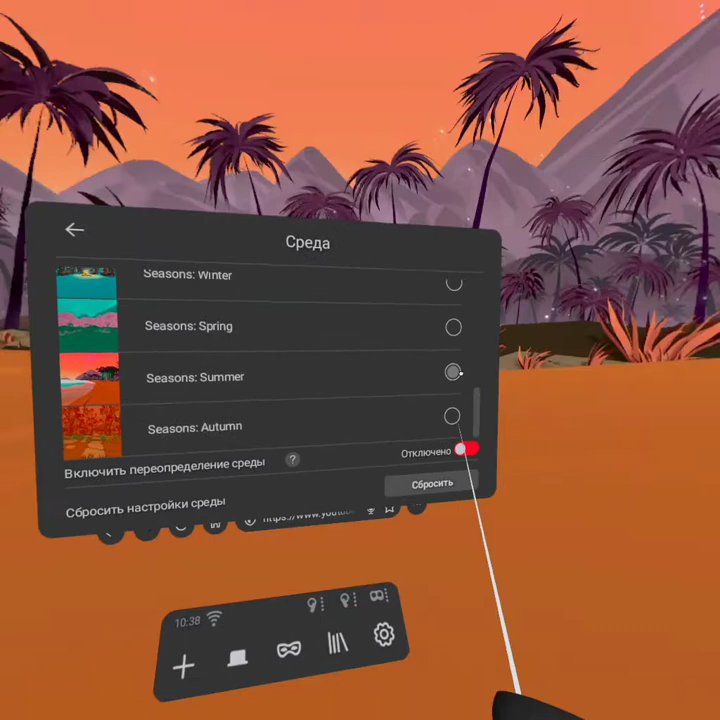 Среда
Seasons: Winter
Seasons: Spring
Seasons: Summer
Seasons: Autumn
Включить переопределение среды ? Отключено
Сбросить настройки среды Сбросить
https://www.youtube
10:38